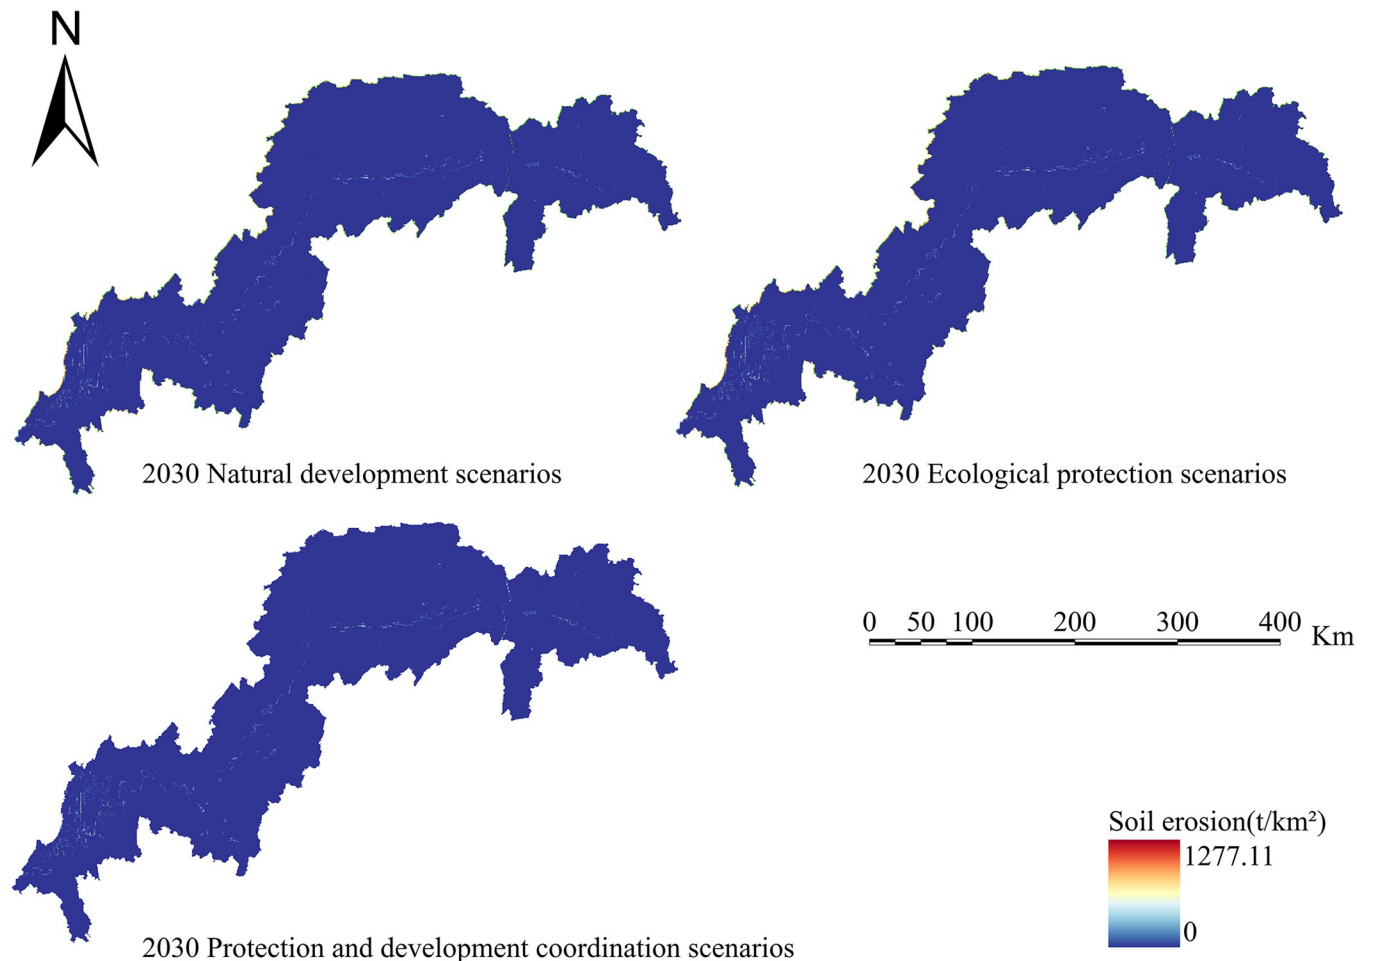 N
2030 Natural development scenarios
2030 Ecological protection scenarios
0 50 100 200 300 400 Km
Soil erosion(t/km²)
1277.11
0
2030 Protection and development coordination scenarios